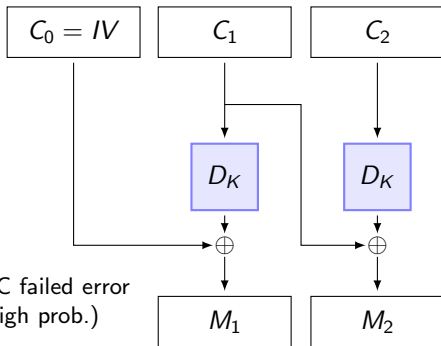 C₀ = IV
C₁
C₂
D_K
D_K
⊕
⊕
C failed error
igh prob.)
M₁
M₂